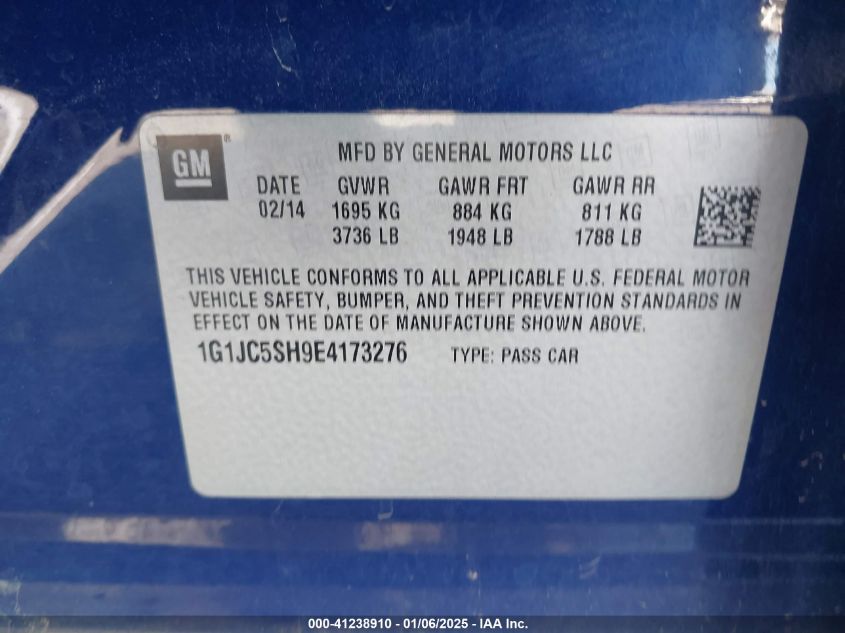 GM®
MFD BY GENERAL MOTORS LLC
DATE GVWR GAWR FRT GAWR RR
02/14 1695 KG 884 KG 811 KG
3736 LB 1948 LB 1788 LB
THIS VEHICLE CONFORMS TO ALL APPLICABLE U.S. FEDERAL MOTOR
VEHICLE SAFETY, BUMPER, AND THEFT PREVENTION STANDARDS IN
EFFECT ON THE DATE OF MANUFACTURE SHOWN ABOVE.
1G1JC5SH9E4173276 TYPE: PASS CAR
000-41238910 - 01/06/2025 - IAA Inc.